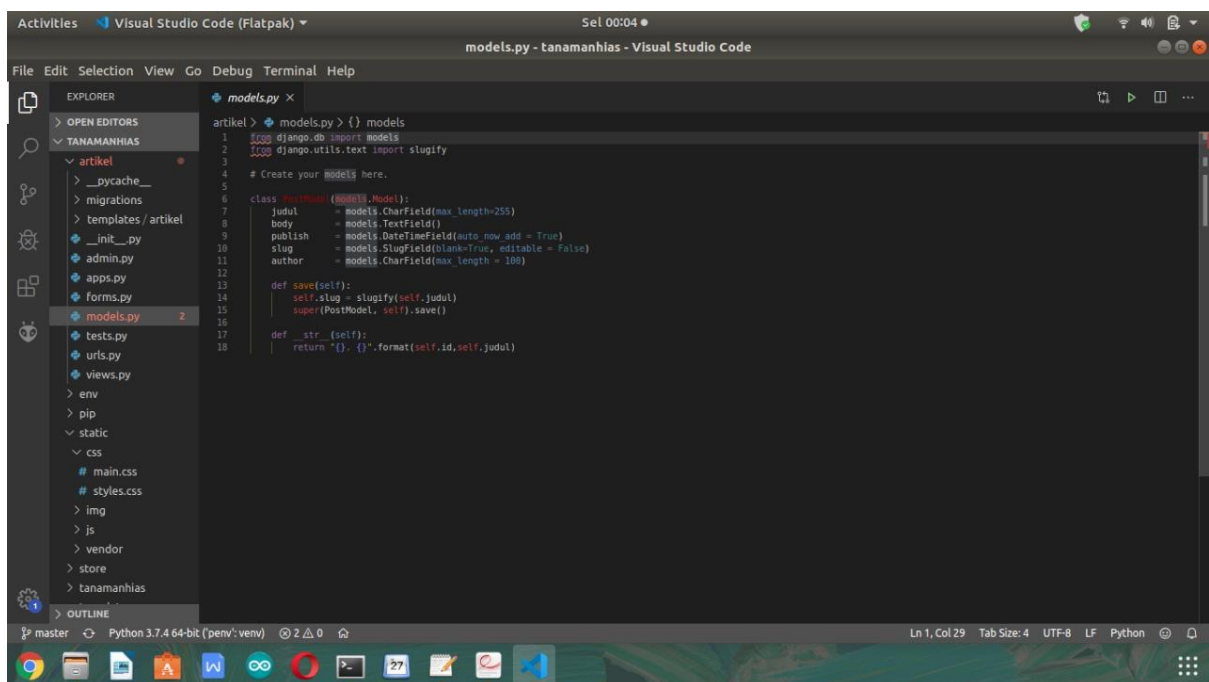 Activities Visual Studio Code (Flatpak) Sel 00:04
models.py - tanamanhias - Visual Studio Code
File Edit Selection View Go Debug Terminal Help
EXPLORER
OPEN EDITORS
TANAMANHIAS
artikel
__pycache__
migrations
templates / artikel
__init__.py
admin.py
apps.py
forms.py
models.py 2
tests.py
urls.py
views.py
env
pip
static
css
# main.css
# styles.css
img
js
vendor
store
tanamanhias
OUTLINE
models.py
artikel > models.py > {} models
1 from django.db import models
2 from django.utils.text import slugify
3
4 # Create your models here.
5
6 class PostModel(models.Model):
7 judul = models.CharField(max_length=255)
8 body = models.TextField()
9 publish = models.DateTimeField(auto_now_add = True)
10 slug = models.SlugField(blank=True, editable = False)
11 author = models.CharField(max_length = 100)
12
13 def save(self):
14 self.slug = slugify(self.judul)
15 super(PostModel, self).save()
16
17 def __str__(self):
18 return "{}. {}".format(self.id,self.judul)
master Python 3.7.4 64-bit ('penv': venv) 2 0 Ln 1, Col 29 Tab Size: 4 UTF-8 LF Python
1
27